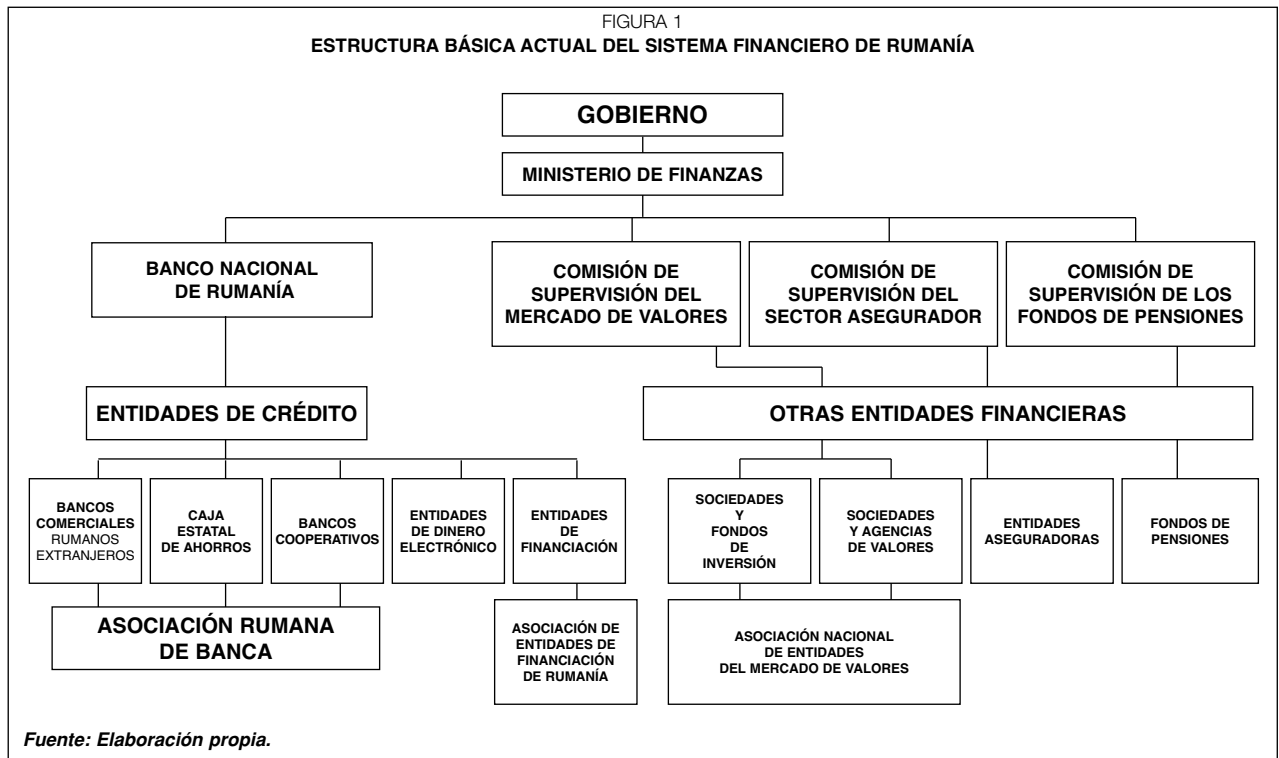 FIGURA 1
ESTRUCTURA BÁSICA ACTUAL DEL SISTEMA FINANCIERO DE RUMANÍA
GOBIERNO
MINISTERIO DE FINANZAS
BANCO NACIONAL
DE RUMANÍA
COMISIÓN DE
SUPERVISIÓN DEL
MERCADO DE VALORES
COMISIÓN DE
SUPERVISIÓN DEL
SECTOR ASEGURADOR
COMISIÓN DE
SUPERVISIÓN DE LOS
FONDOS DE PENSIONES
ENTIDADES DE CRÉDITO
OTRAS ENTIDADES FINANCIERAS
BANCOS
COMERCIALES
RUMANOS
EXTRANJEROS
CAJA
ESTATAL
DE AHORROS
BANCOS
COOPERATIVOS
ENTIDADES
DE DINERO
ELECTRÓNICO
ENTIDADES
DE
FINANCIACIÓN
SOCIEDADES
Y
FONDOS
DE
INVERSIÓN
SOCIEDADES
Y AGENCIAS
DE VALORES
ENTIDADES
ASEGURADORAS
FONDOS DE
PENSIONES
ASOCIACIÓN RUMANA
DE BANCA
ASOCIACIÓN DE
ENTIDADES DE
FINANCIACIÓN
DE RUMANÍA
ASOCIACIÓN NACIONAL
DE ENTIDADES
DEL MERCADO DE VALORES
Fuente: Elaboración propia.